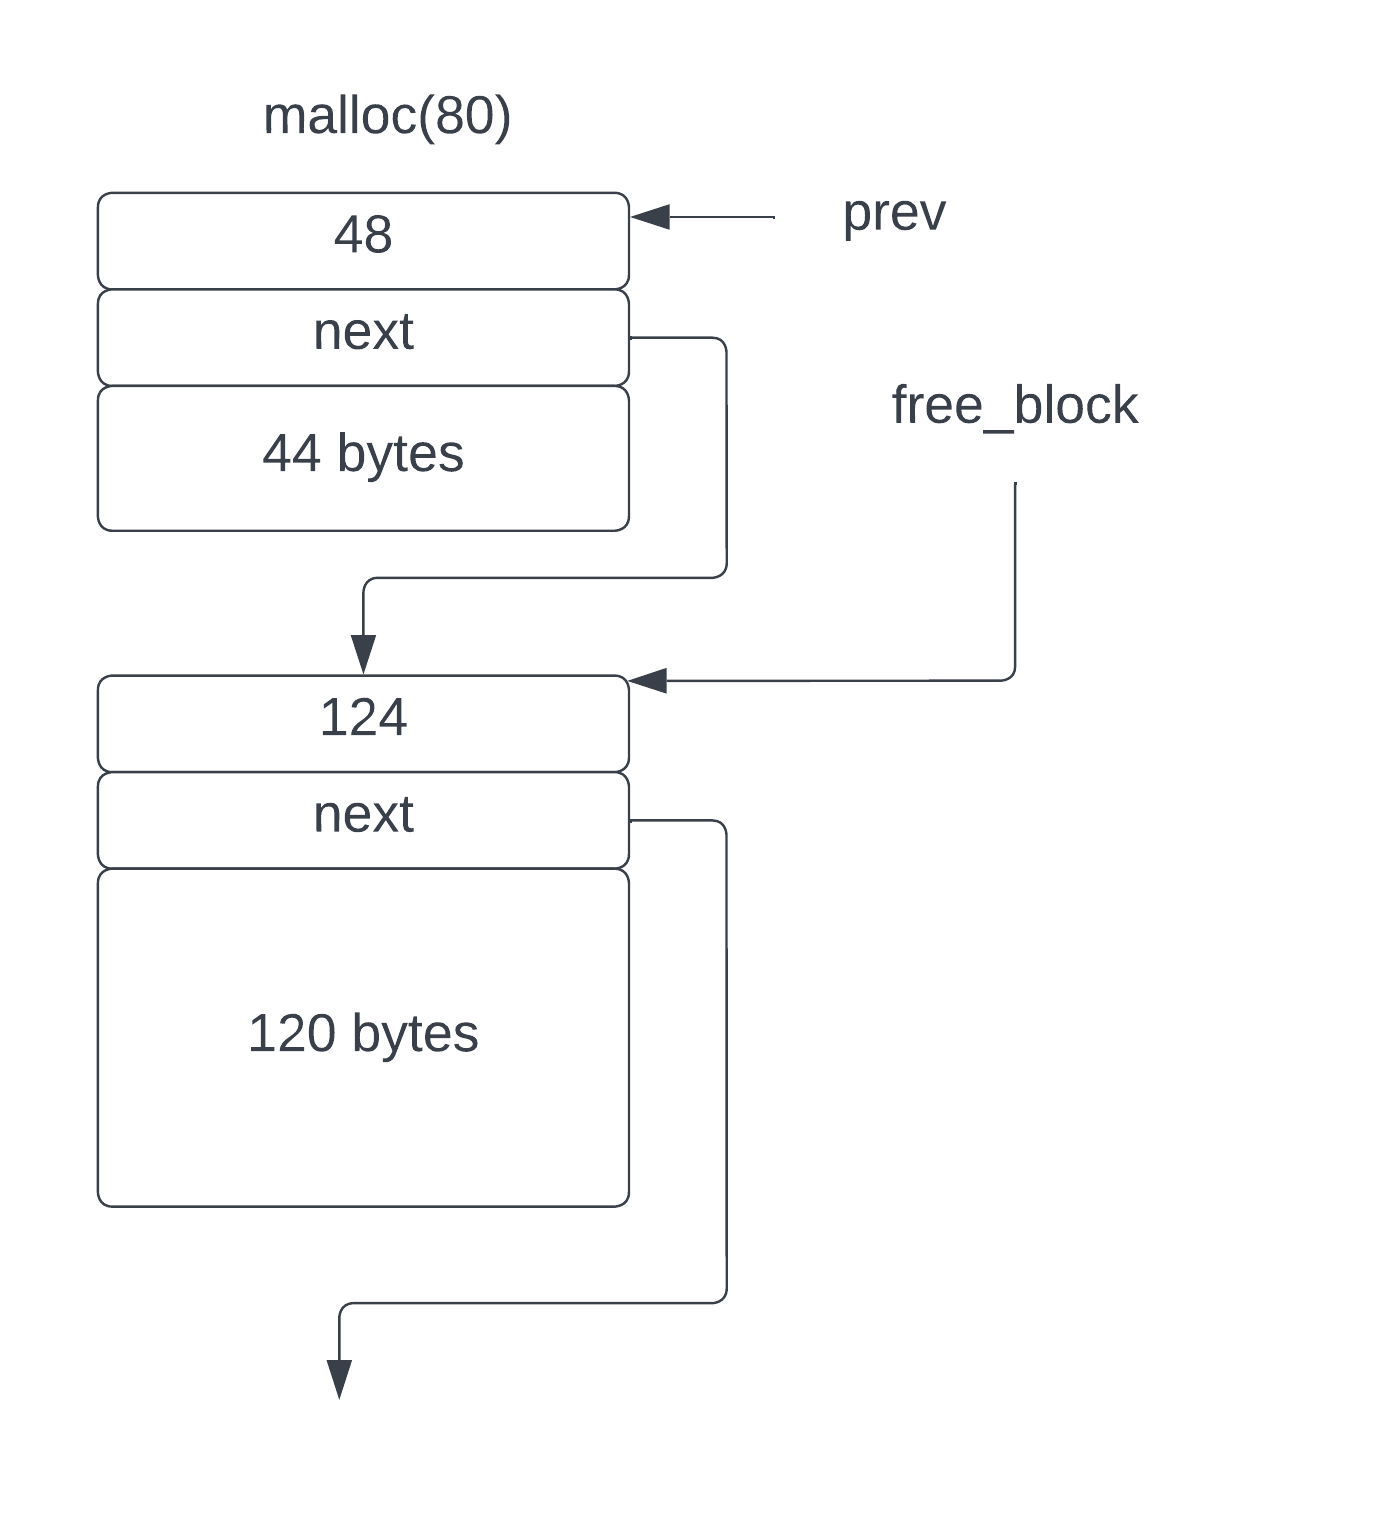 malloc(80)
48
prev
next
free_block
44 bytes
124
next
120 bytes